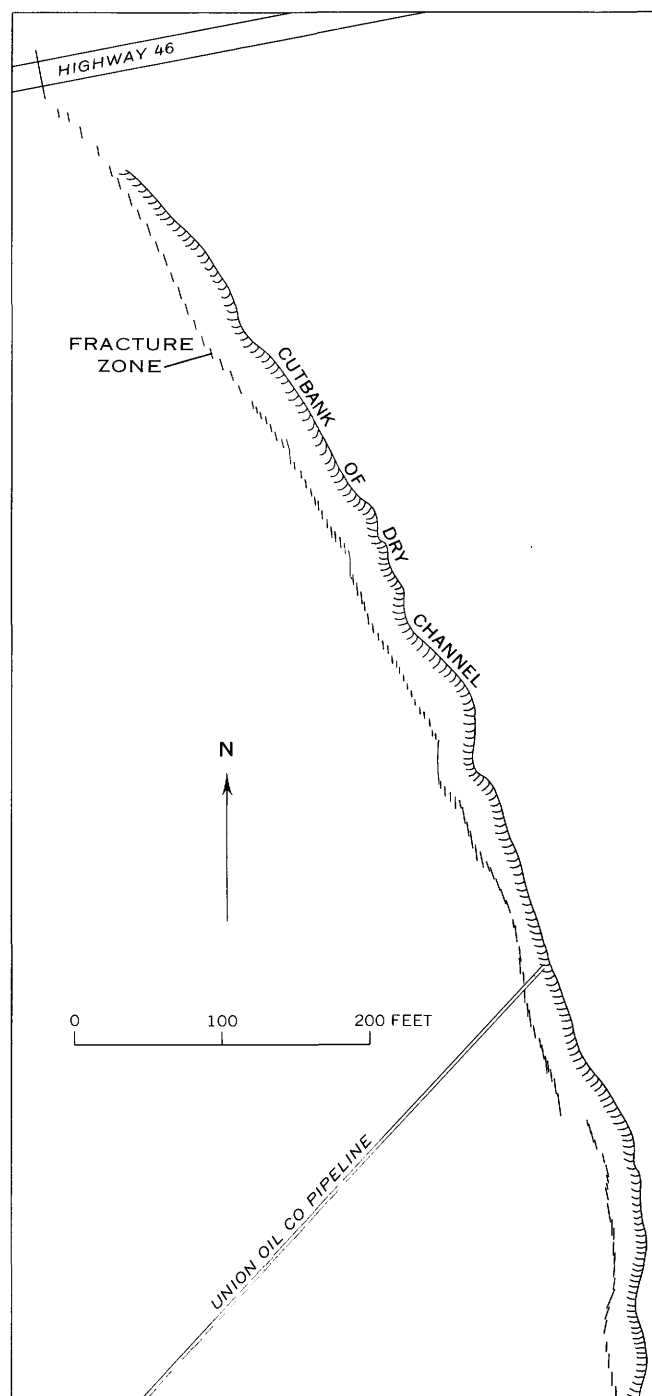 HIGHWAY 46
FRACTURE
ZONE
CUTBANK OF DRY CHANNEL
N
0 100 200 FEET
UNION OIL CO PIPELINE